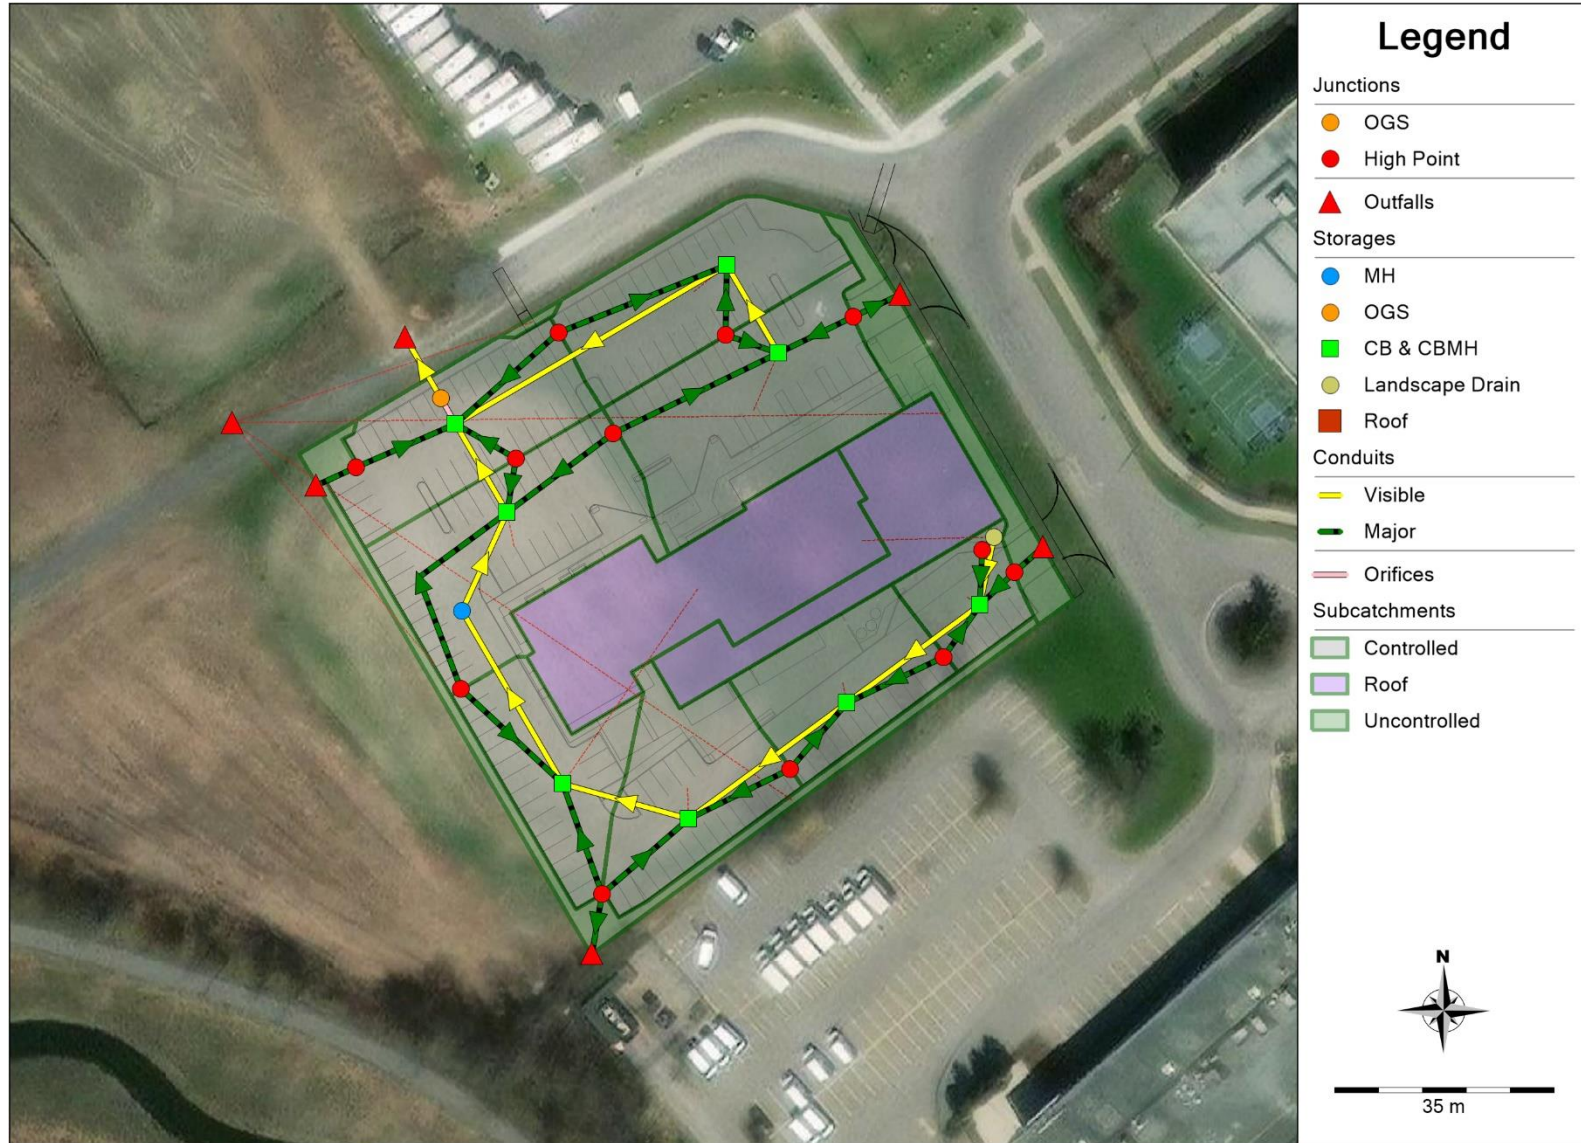 Legend
Junctions
OGS
High Point
Outfalls
Storages
MH
OGS
CB & CBMH
Landscape Drain
Roof
Conduits
Visible
Major
Orifices
Subcatchments
Controlled
Roof
Uncontrolled
N
35 m